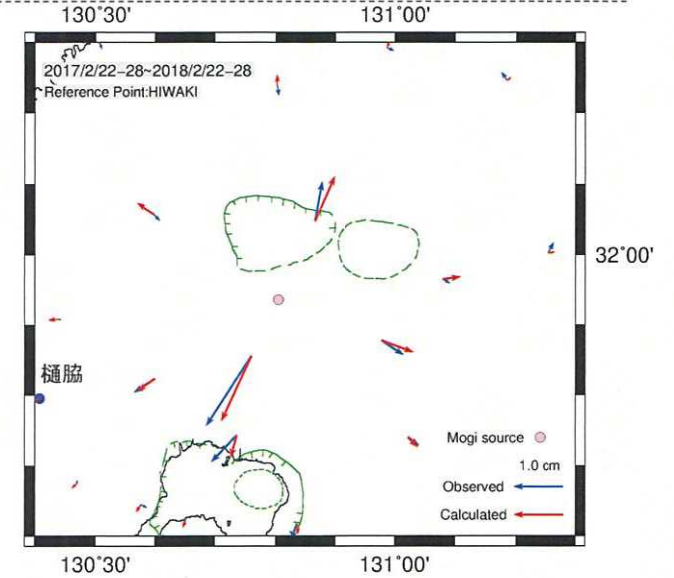 130˚30' 131˚00'
2017/2/22−28~2018/2/22−28
Reference Point:HIWAKI
32˚00'
樋脇
Mogi source
1.0 cm
Observed
Calculated
130˚30' 131˚00'